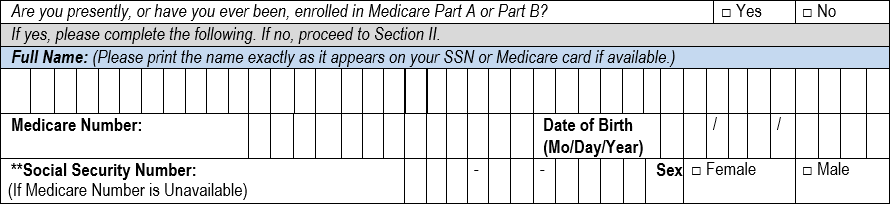 Are you presently, or have you ever been, enrolled in Medicare Part A or Part B? □ Yes □ No
If yes, please complete the following. If no, proceed to Section II.
Full Name: (Please print the name exactly as it appears on your SSN or Medicare card if available.)
Medicare Number: Date of Birth / /
(Mo/Day/Year)
**Social Security Number: - - Sex □ Female □ Male
(If Medicare Number is Unavailable)